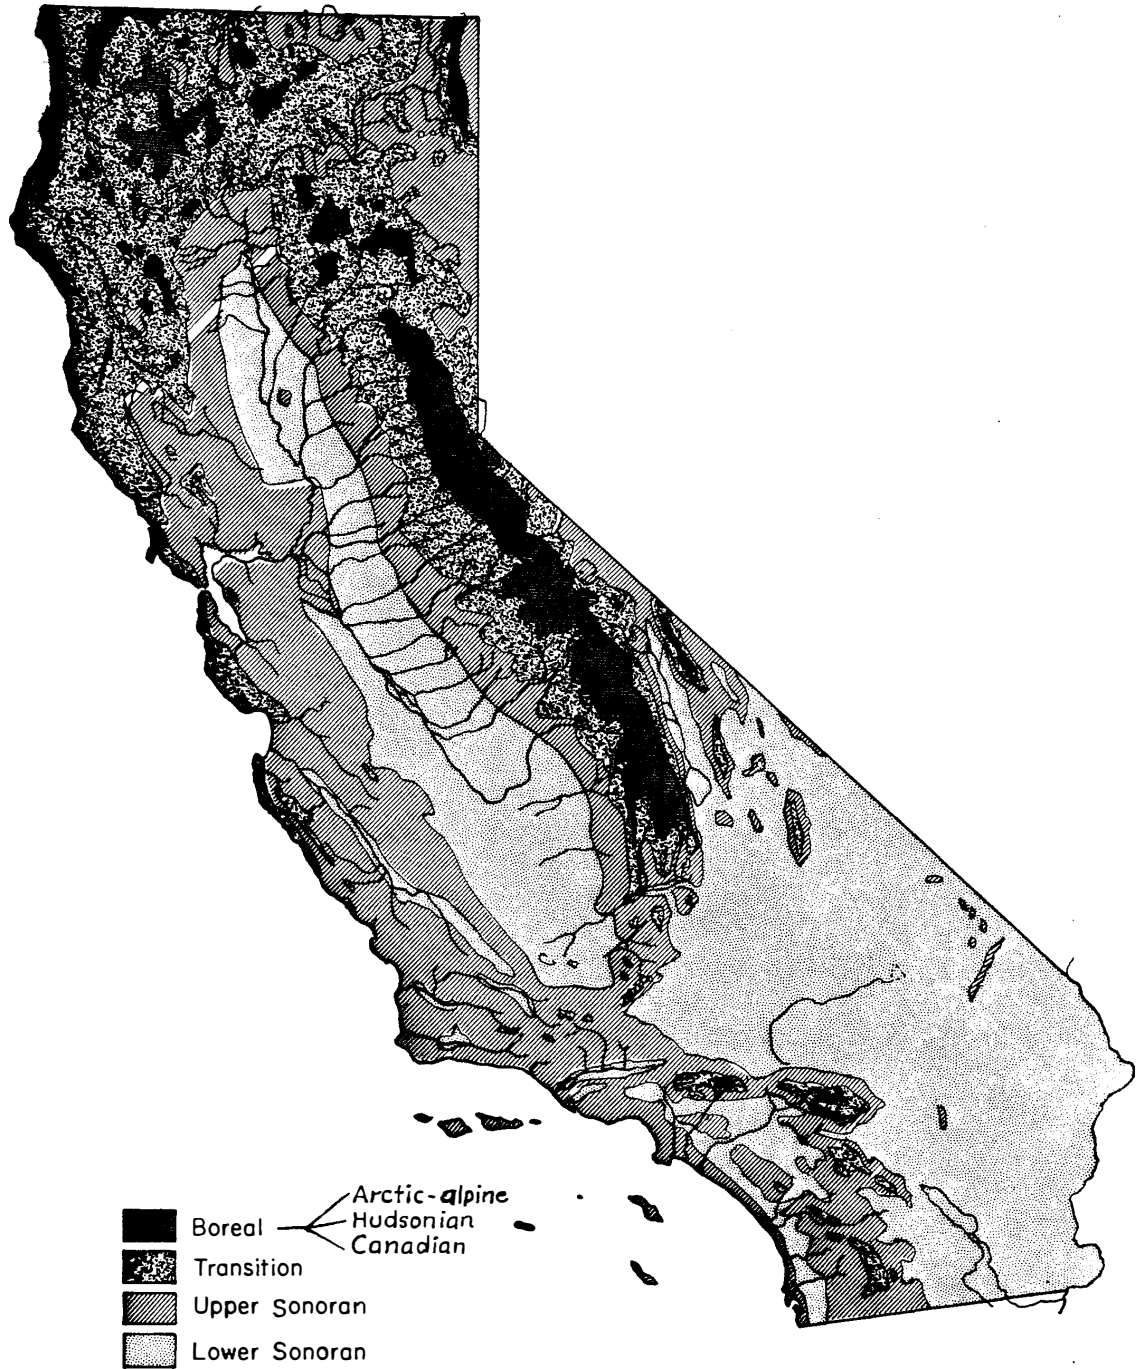 Boreal
Arctic-alpine
Hudsonian
Canadian
Transition
Upper Sonoran
Lower Sonoran